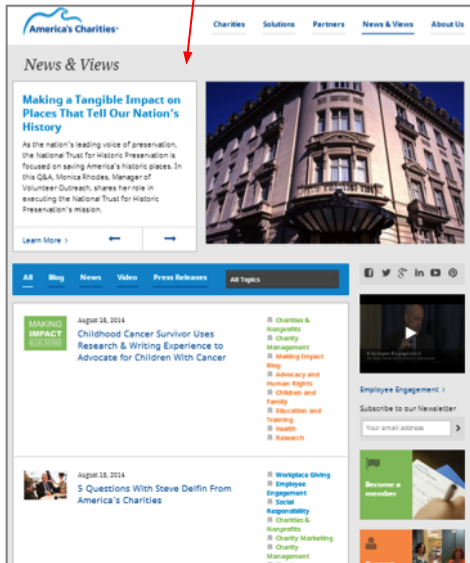 America's Charities
Charities Solutions Partners News & Views About Us
News & Views
Making a Tangible Impact on
Places That Tell Our Nation's
History
As the nation's leading voice of preservation,
the National Trust for Historic Preservation is
focused on saving America's historic places. In
this Q&A, Monica Rhodes, Manager of
Volunteer Outreach, shares her role in
executing the National Trust for Historic
Preservation's mission.
Learn More >
All Blog News Video Press Releases All Topics
MAKING
IMPACT
BLOG SERIES
August 18, 2014
Childhood Cancer Survivor Uses
Research & Writing Experience to
Advocate for Children With Cancer
Charities &
Nonprofits
Charity
Management
Making Impact
Blog
Advocacy and
Human Rights
Children and
Family
Education and
Training
Health
Research
Employee Engagement
Employee Engagement >
Subscribe to our Newsletter
Your email address
Become a
member
August 18, 2014
5 Questions With Steve Delfin From
America's Charities
Workplace Giving
Employee
Engagement
Social
Responsibility
Charities &
Nonprofits
Charity Marketing
Charity
Management